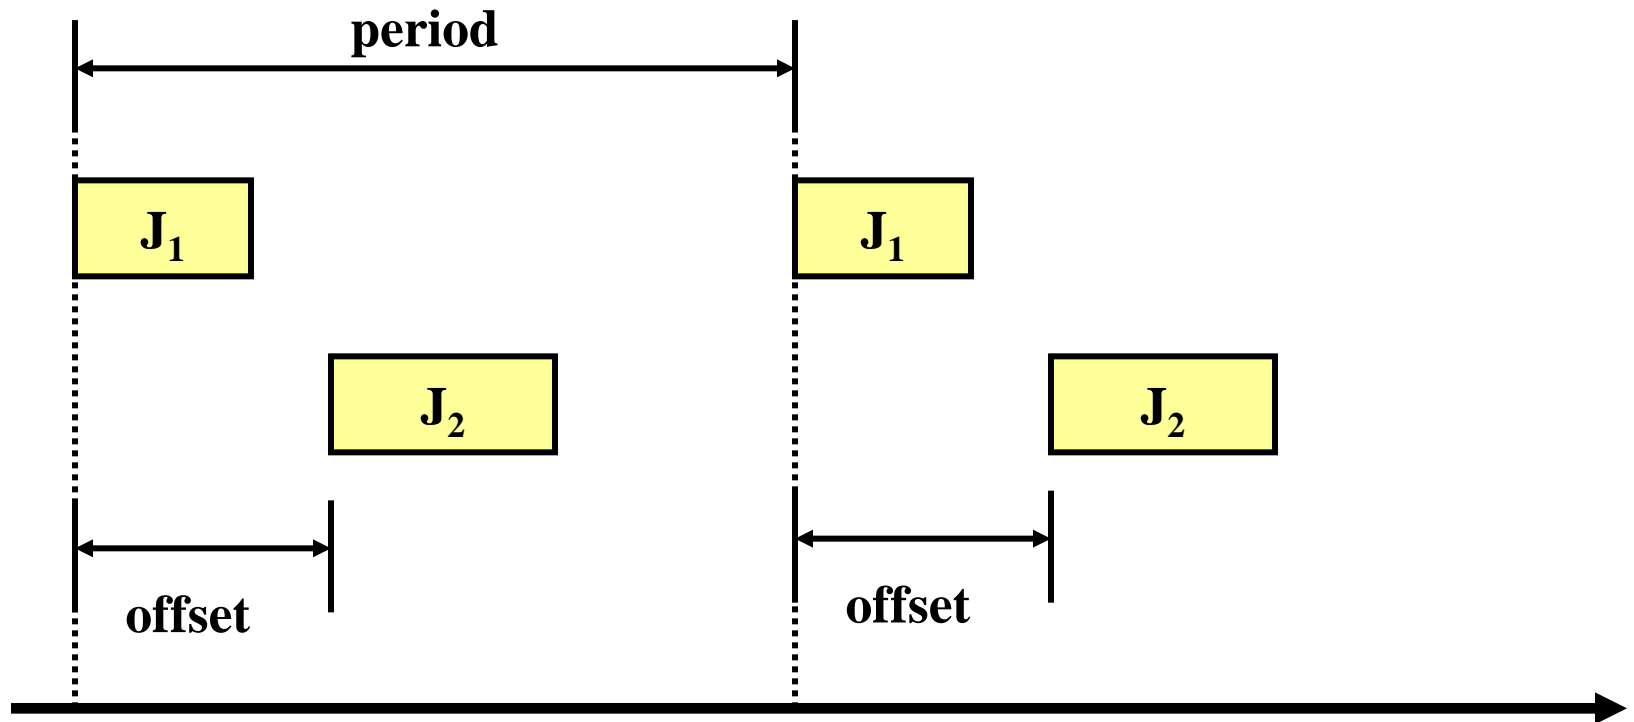 period
J₁
J₁
J₂
J₂
offset
offset